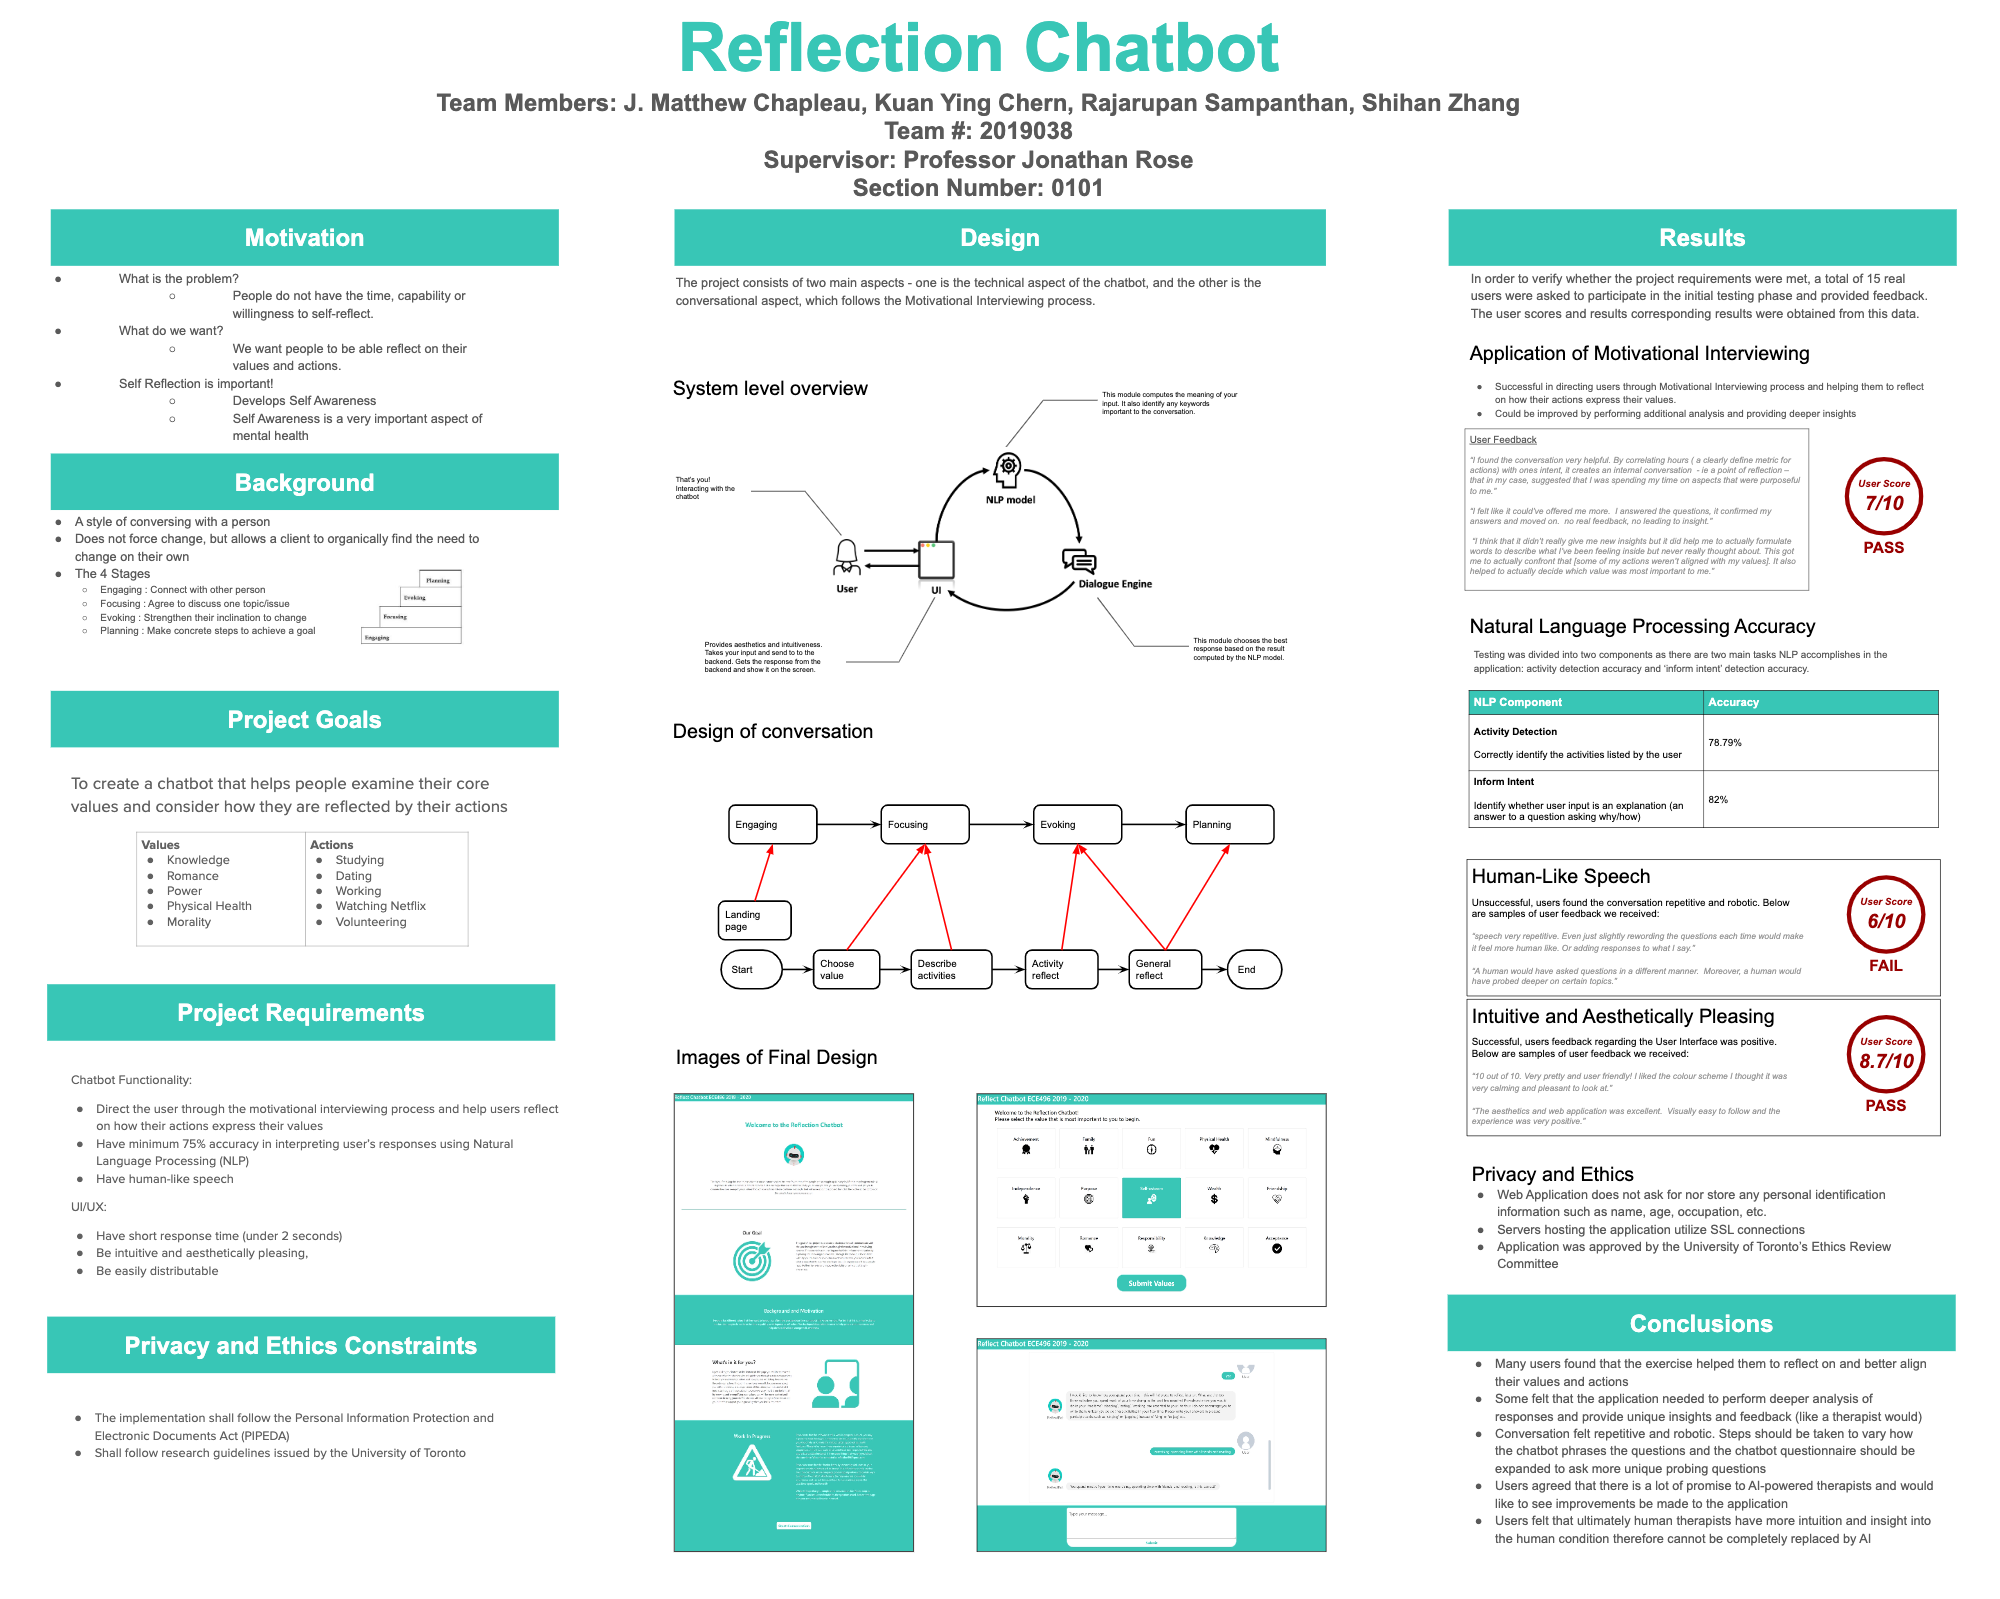 Reflection Chatbot
Team Members: J. Matthew Chapleau, Kuan Ying Chern, Rajarupan Sampanthan, Shihan Zhang
Team #: 2019038
Supervisor: Professor Jonathan Rose
Section Number: 0101
Motivation
● What is the problem?
○ People do not have the time, capability or
willingness to self-reflect.
● What do we want?
○ We want people to be able reflect on their
values and actions.
● Self Reflection is important!
○ Develops Self Awareness
○ Self Awareness is a very important aspect of
mental health
Background
● A style of conversing with a person
● Does not force change, but allows a client to organically find the need to
change on their own
● The 4 Stages
○ Engaging : Connect with other person
○ Focusing : Agree to discuss one topic/issue
○ Evoking : Strengthen their inclination to change
○ Planning : Make concrete steps to achieve a goal
Planning
Evoking
Focusing
Engaging
Project Goals
To create a chatbot that helps people examine their core
values and consider how they are reflected by their actions
Values
● Knowledge
● Romance
● Power
● Physical Health
● Morality
Actions
● Studying
● Dating
● Working
● Watching Netflix
● Volunteering
Project Requirements
Chatbot Functionality:
● Direct the user through the motivational interviewing process and help users reflect
on how their actions express their values
● Have minimum 75% accuracy in interpreting user's responses using Natural
Language Processing (NLP)
● Have human-like speech
UI/UX:
● Have short response time (under 2 seconds)
● Be intuitive and aesthetically pleasing,
● Be easily distributable
Privacy and Ethics Constraints
● The implementation shall follow the Personal Information Protection and
Electronic Documents Act (PIPEDA)
● Shall follow research guidelines issued by the University of Toronto
Design
The project consists of two main aspects - one is the technical aspect of the chatbot, and the other is the
conversational aspect, which follows the Motivational Interviewing process.
System level overview
This module computes the meaning of your
input. It also identify any keywords
important to the conversation.
That's you!
Interacting with the
chatbot
NLP model
User
UI
Dialogue Engine
Provides aesthetics and intuitiveness.
Takes your input and send to to the
backend. Gets the response from the
backend and show it on the screen.
This module chooses the best
response based on the result
computed by the NLP model.
Design of conversation
Engaging
Focusing
Evoking
Planning
Landing
page
Start
Choose
value
Describe
activities
Activity
reflect
General
reflect
End
Images of Final Design
Reflect Chatbot ECE496 2019 - 2020
Welcome to the Reflection Chatbot
Our Goal
Background and Motivation
What's in it for you?
Work In Progress
Reflect Chatbot ECE496 2019 - 2020
Welcome to the Reflection Chatbot!
Please select the value that is most important to you to begin.
Achievement
Family
Fun
Physical Health
Mindfulness
Independence
Purpose
Wealth
Friendship
Morality
Romance
Responsibility
Knowledge
Acceptance
Submit Values
Reflect Chatbot ECE496 2019 - 2020
Type your message...
Submit
Results
In order to verify whether the project requirements were met, a total of 15 real
users were asked to participate in the initial testing phase and provided feedback.
The user scores and results corresponding results were obtained from this data.
Application of Motivational Interviewing
● Successful in directing users through Motivational Interviewing process and helping them to reflect
on how their actions express their values.
● Could be improved by performing additional analysis and providing deeper insights
User Feedback
"I found the conversation very helpful. By correlating hours ( a clearly define metric for
actions) with ones intent, it creates an internal conversation - ie a point of reflection –
that in my case, suggested that I was spending my time on aspects that were purposeful
to me."
"I felt like it could've offered me more. I answered the questions, it confirmed my
answers and moved on. no real feedback, no leading to insight."
"I think that it didn't really give me new insights but it did help me to actually formulate
words to describe what I've been feeling inside but never really thought about. This got
me to actually confront that [some of my actions weren't aligned with my values]. It also
helped to actually decide which value was most important to me."
User Score
7/10
PASS
Natural Language Processing Accuracy
Testing was divided into two components as there are two main tasks NLP accomplishes in the
application: activity detection accuracy and 'inform intent' detection accuracy.
NLP Component
Accuracy
Activity Detection
Correctly identify the activities listed by the user
78.79%
Inform Intent
Identify whether user input is an explanation (an
answer to a question asking why/how)
82%
Human-Like Speech
Unsuccessful, users found the conversation repetitive and robotic. Below
are samples of user feedback we received:
"speech very repetitive. Even just slightly rewording the questions each time would make
it feel more human like. Or adding responses to what I say."
"A human would have asked questions in a different manner. Moreover, a human would
have probed deeper on certain topics."
User Score
6/10
FAIL
Intuitive and Aesthetically Pleasing
Successful, users feedback regarding the User Interface was positive.
Below are samples of user feedback we received:
"10 out of 10. Very pretty and user friendly! I liked the colour scheme I thought it was
very calming and pleasant to look at."
"The aesthetics and web application was excellent. Visually easy to follow and the
experience was very positive."
User Score
8.7/10
PASS
Privacy and Ethics
● Web Application does not ask for nor store any personal identification
information such as name, age, occupation, etc.
● Servers hosting the application utilize SSL connections
● Application was approved by the University of Toronto's Ethics Review
Committee
Conclusions
● Many users found that the exercise helped them to reflect on and better align
their values and actions
● Some felt that the application needed to perform deeper analysis of
responses and provide unique insights and feedback (like a therapist would)
● Conversation felt repetitive and robotic. Steps should be taken to vary how
the chatbot phrases the questions and the chatbot questionnaire should be
expanded to ask more unique probing questions
● Users agreed that there is a lot of promise to AI-powered therapists and would
like to see improvements be made to the application
● Users felt that ultimately human therapists have more intuition and insight into
the human condition therefore cannot be completely replaced by AI